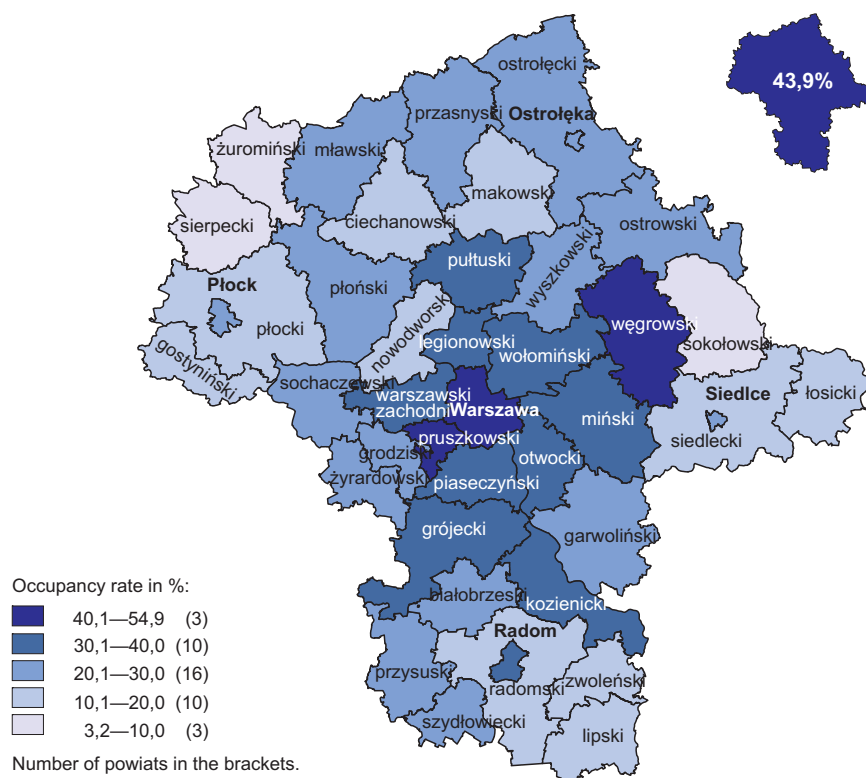 ostrołęcki
43,9%
przasnyski
Ostrołęka
żuromiński
mławski
makowski
sierpecki
ciechanowski
ostrowski
pułtuski
wyszkowski
Płock
płoński
płocki
nowodworski
legionowski
wołomiński
węgrowski
sokołowski
gostyniński
sochaczewski
warszawski
zachodni
Warszawa
Siedlce
łosicki
miński
siedlecki
pruszkowski
grodziski
otwocki
żyrardowski
piaseczyński
grójecki
garwoliński
białobrzeski
kozienicki
Radom
przysuski
radomski
zwoleński
szydłowiecki
lipski
Occupancy rate in %:
40,1—54,9 (3)
30,1—40,0 (10)
20,1—30,0 (16)
10,1—20,0 (10)
3,2—10,0 (3)
Number of powiats in the brackets.